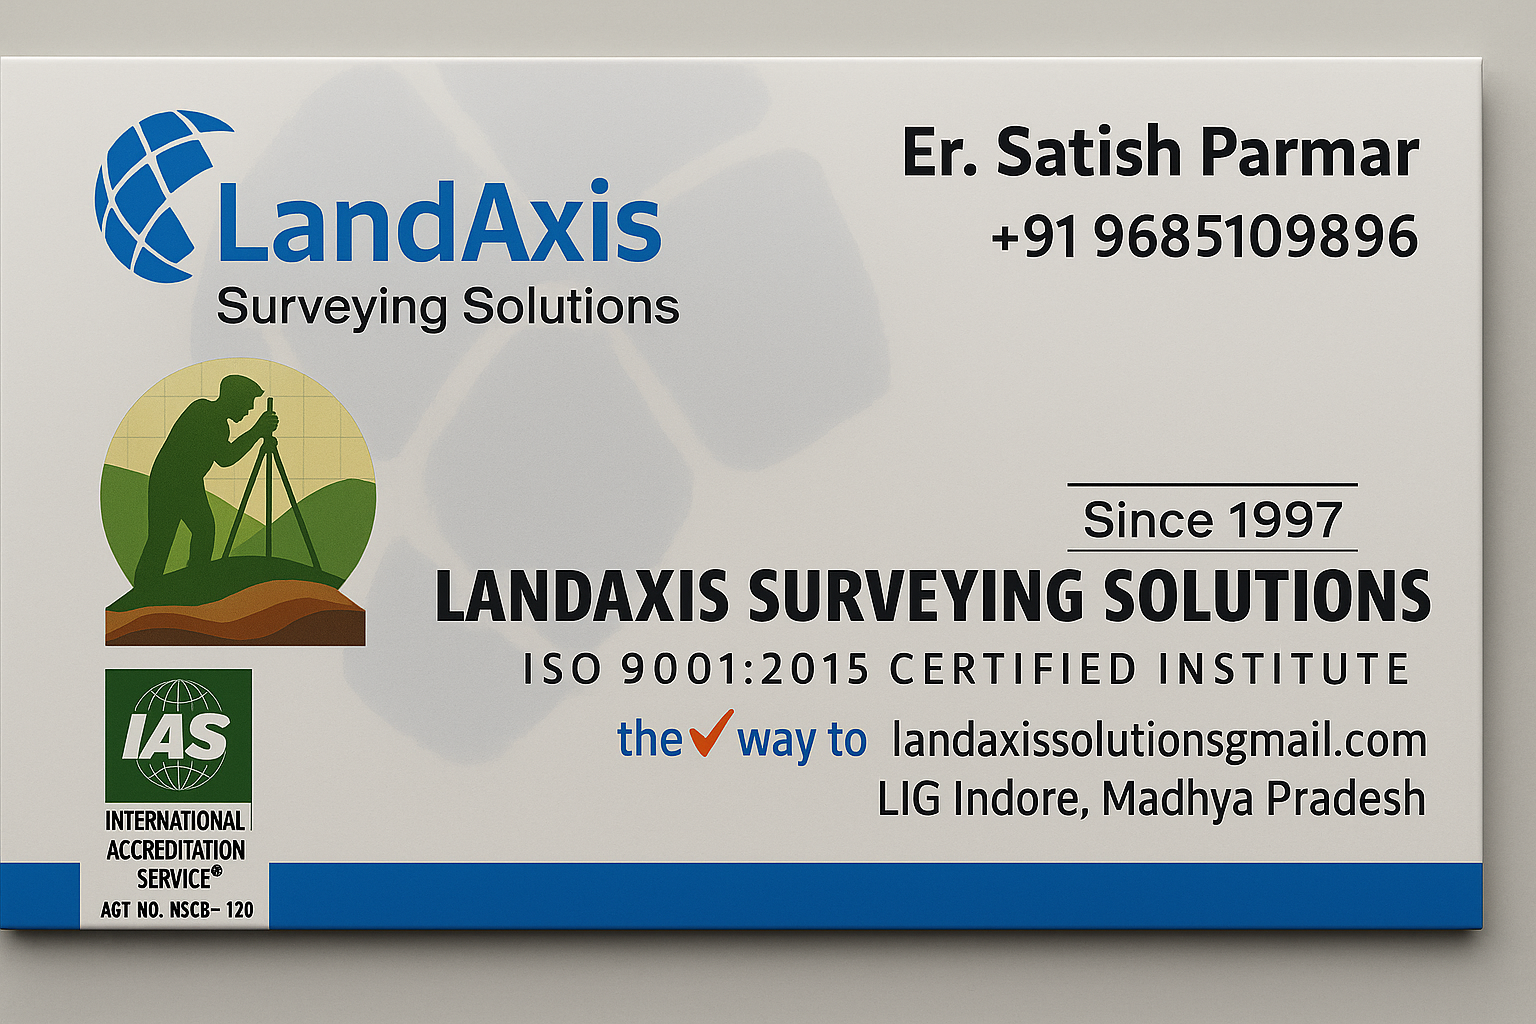 LandAxis
Surveying Solutions
Er. Satish Parmar
+91 9685109896
Since 1997
LANDAXIS SURVEYING SOLUTIONS
ISO 9001:2015 CERTIFIED INSTITUTE
the way to landaxissolutionsgmail.com
LIG Indore, Madhya Pradesh
IAS
INTERNATIONAL
ACCREDITATION
SERVICE®
AGT NO. NSCB- 120